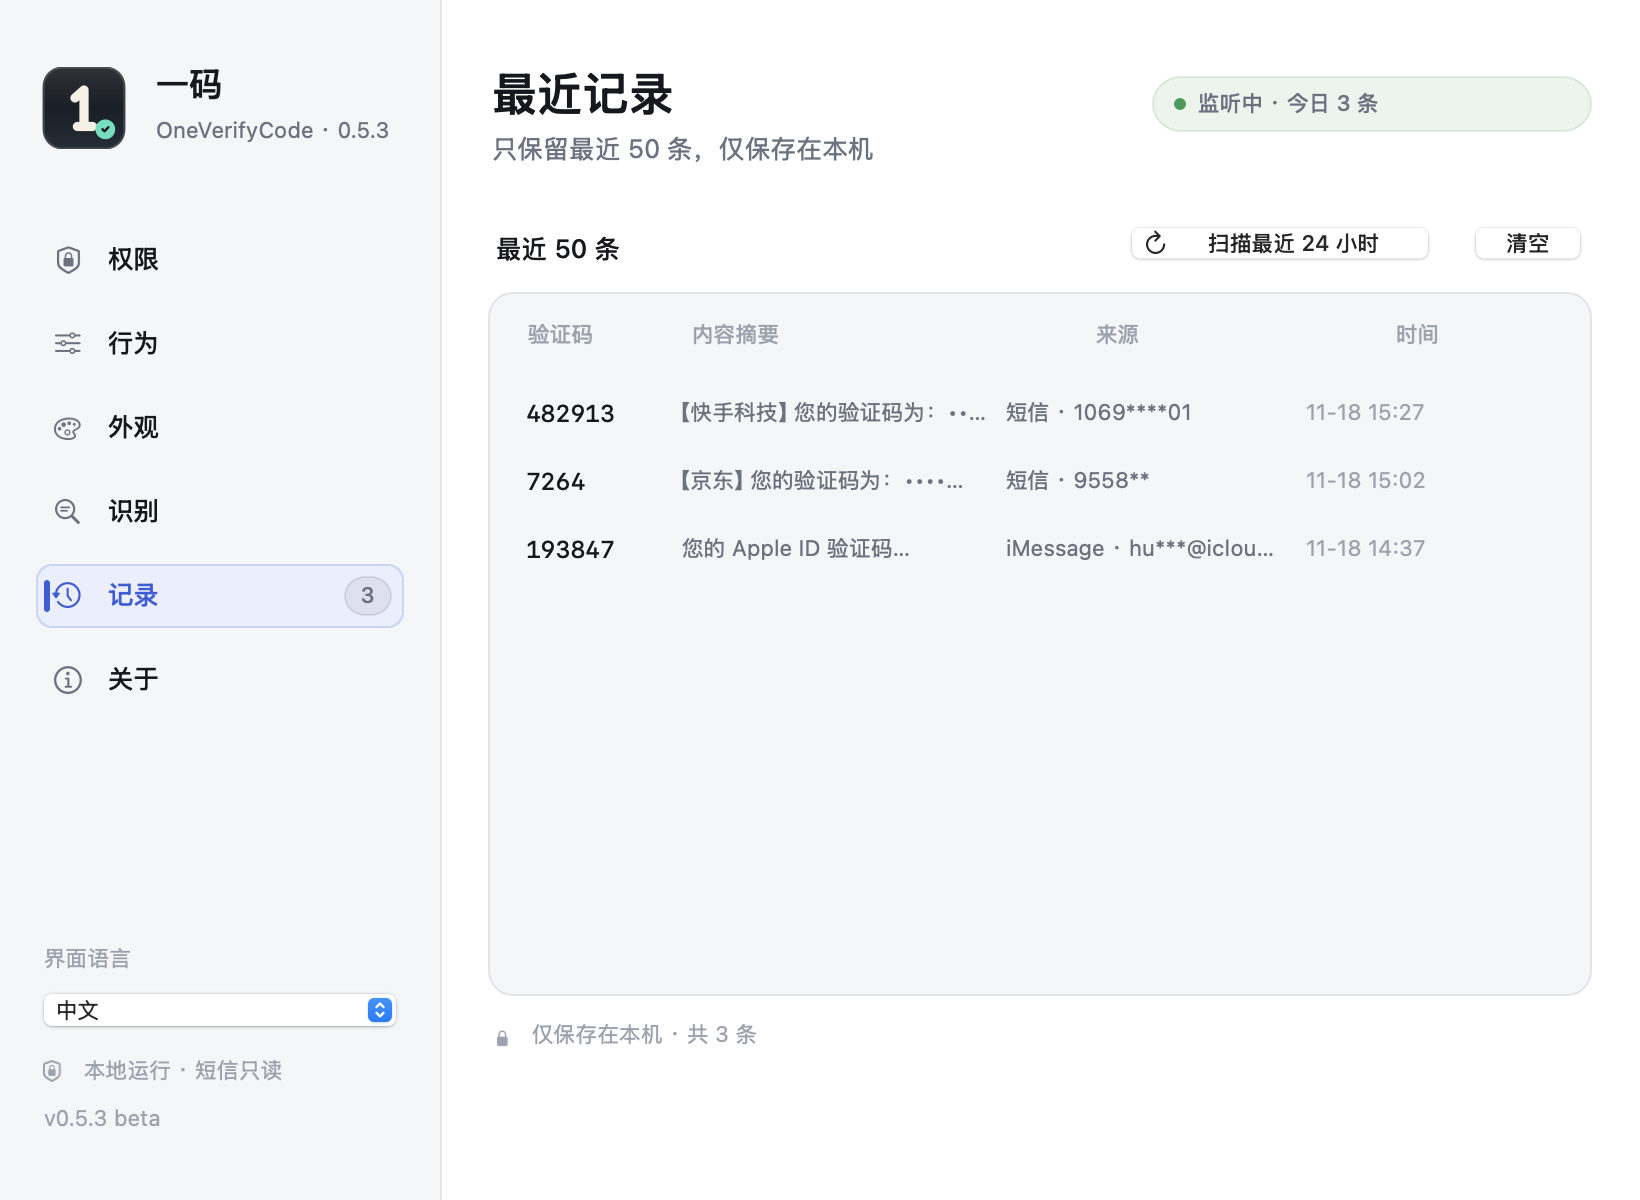 一码
OneVerifyCode · 0.5.3
权限
行为
外观
识别
记录 3
关于
界面语言
中文
本地运行 · 短信只读
v0.5.3 beta
最近记录
只保留最近 50 条，仅保存在本机
监听中 · 今日 3 条
最近 50 条
扫描最近 24 小时
清空
验证码 内容摘要 来源 时间
482913 【快手科技】您的验证码为：••… 短信 · 1069****01 11-18 15:27
7264 【京东】您的验证码为：••••… 短信 · 9558** 11-18 15:02
193847 您的 Apple ID 验证码… iMessage · hu***@iclou… 11-18 14:37
仅保存在本机 · 共 3 条